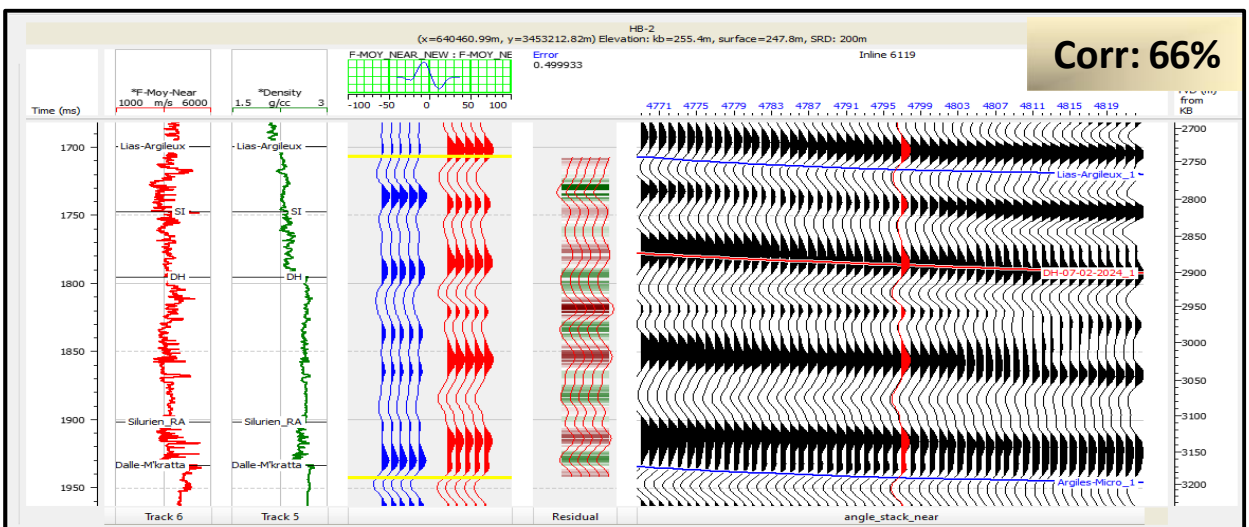 HB-2
(x=640460.99m, y=3453212.82m) Elevation: kb=255.4m, surface=247.8m, SRD: 200m
Corr: 66%
F-MOY_NEAR_NEW : F-MOY_NE
Error
0.499933
Inline 6119
*F-Moy-Near
1000 m/s 6000
*Density
1.5 g/cc 3
-100 -50 0 50 100
4771 4775 4779 4783 4787 4791 4795 4799 4803 4807 4811 4815 4819
Time (ms)
from
KB
1700
1750
1800
1850
1900
1950
Lias-Argileux
SI
DH
Silurien_RA
Dalle-M'kratta
Lias-Argileux
SI
DH
Silurien_RA
Dalle-M'kratta
Lias-Argileux_1
DH-07-02-2024_1
Argiles-Micro_1
2700
2750
2800
2850
2900
2950
3000
3050
3100
3150
3200
Track 6
Track 5
Residual
angle_stack_near